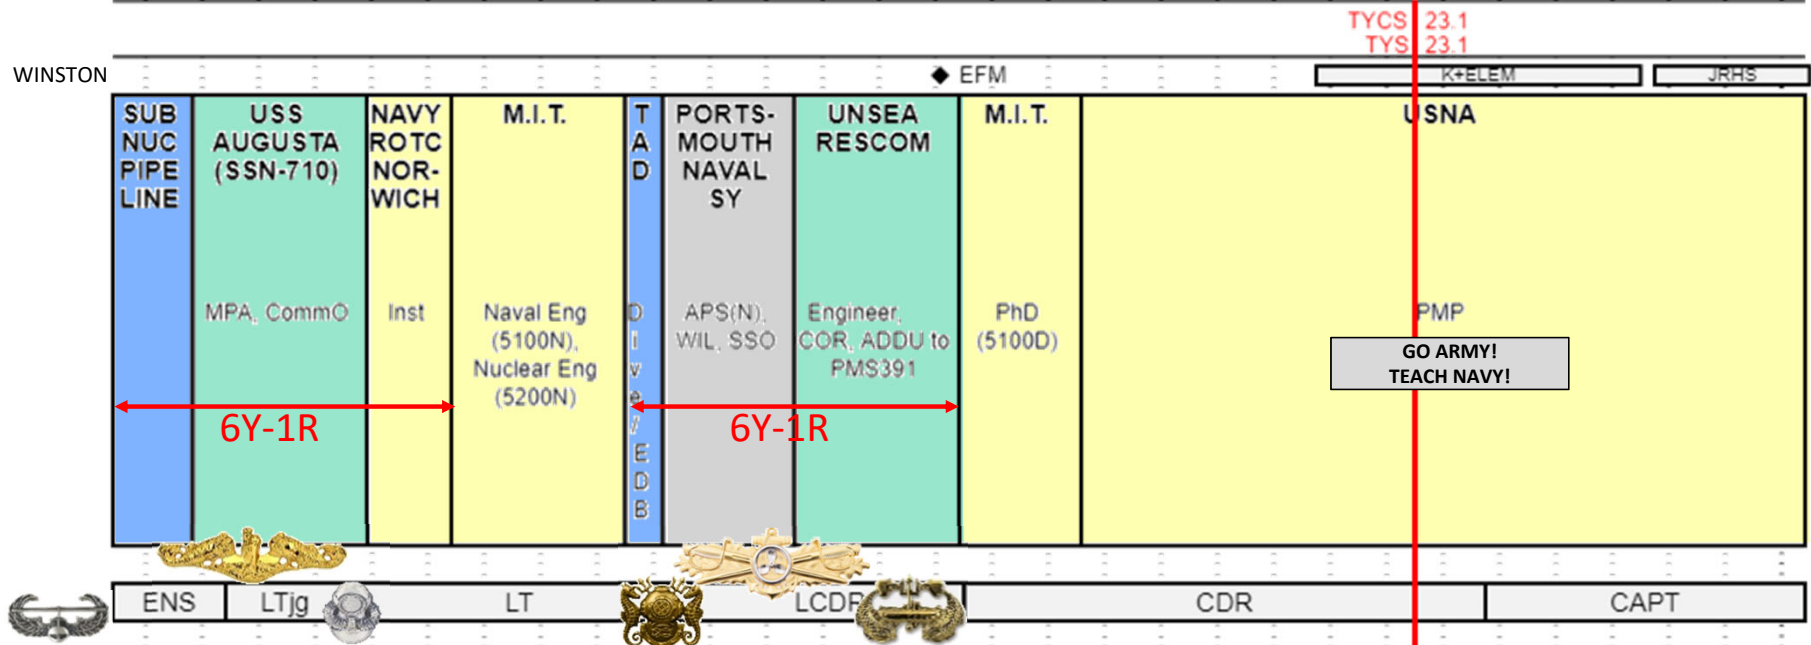 TYCS 23.1
TYS 23.1
WINSTON
EFM
K+ELEM
JRHS
SUB
NUC
PIPE
LINE
USS
AUGUSTA
(SSN-710)
MPA, CommO
NAVY
ROTC
NOR-
WICH
Inst
M.I.T.
Naval Eng
(5100N),
Nuclear Eng
(5200N)
T
A
D
D
i
v
e
/
E
D
B
PORTS-
MOUTH
NAVAL
SY
APS(N),
WIL, SSO
UNSEA
RESCOM
Engineer,
COR, ADDU to
PMS391
M.I.T.
PhD
(5100D)
USNA
PMP
GO ARMY!
TEACH NAVY!
6Y-1R
6Y-1R
ENS
LTjg
LT
LCDR
CDR
CAPT